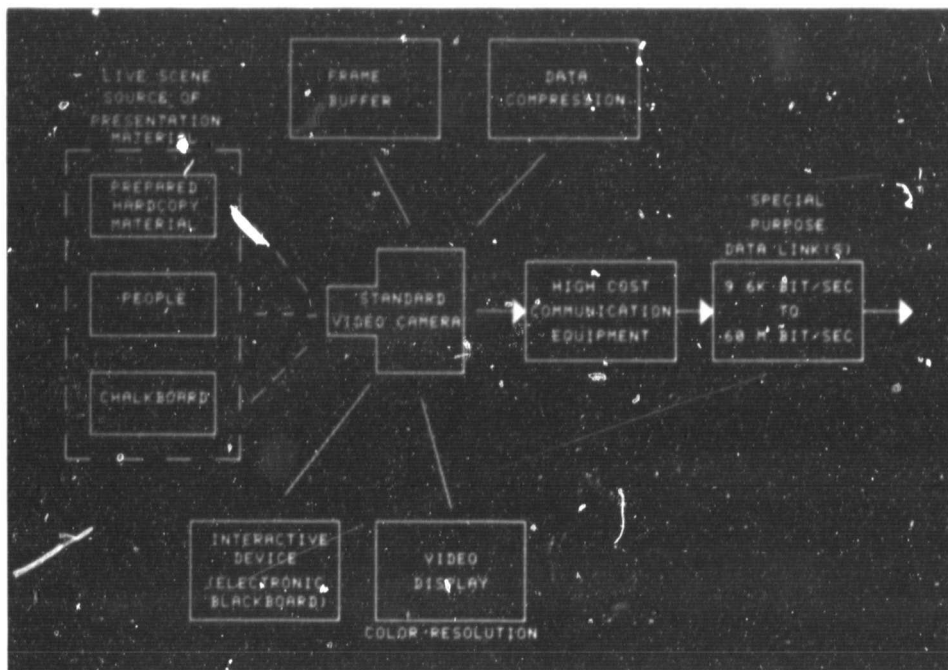 LIVE SCENE
SOURCE OF
PRESENTATION
MATERIAL
PREPARED
HARDCOPY
MATERIAL
PEOPLE
CHALKBOARD
FRAME
BUFFER
DATA
COMPRESSION
STANDARD
VIDEO CAMERA
HIGH COST
COMMUNICATION
EQUIPMENT
SPECIAL
PURPOSE
DATA LINK(S)
9 6K BIT/SEC
TO
60 M BIT/SEC
INTERACTIVE
DEVICE
(ELECTRONIC
BLACKBOARD)
VIDEO
DISPLAY
COLOR RESOLUTION